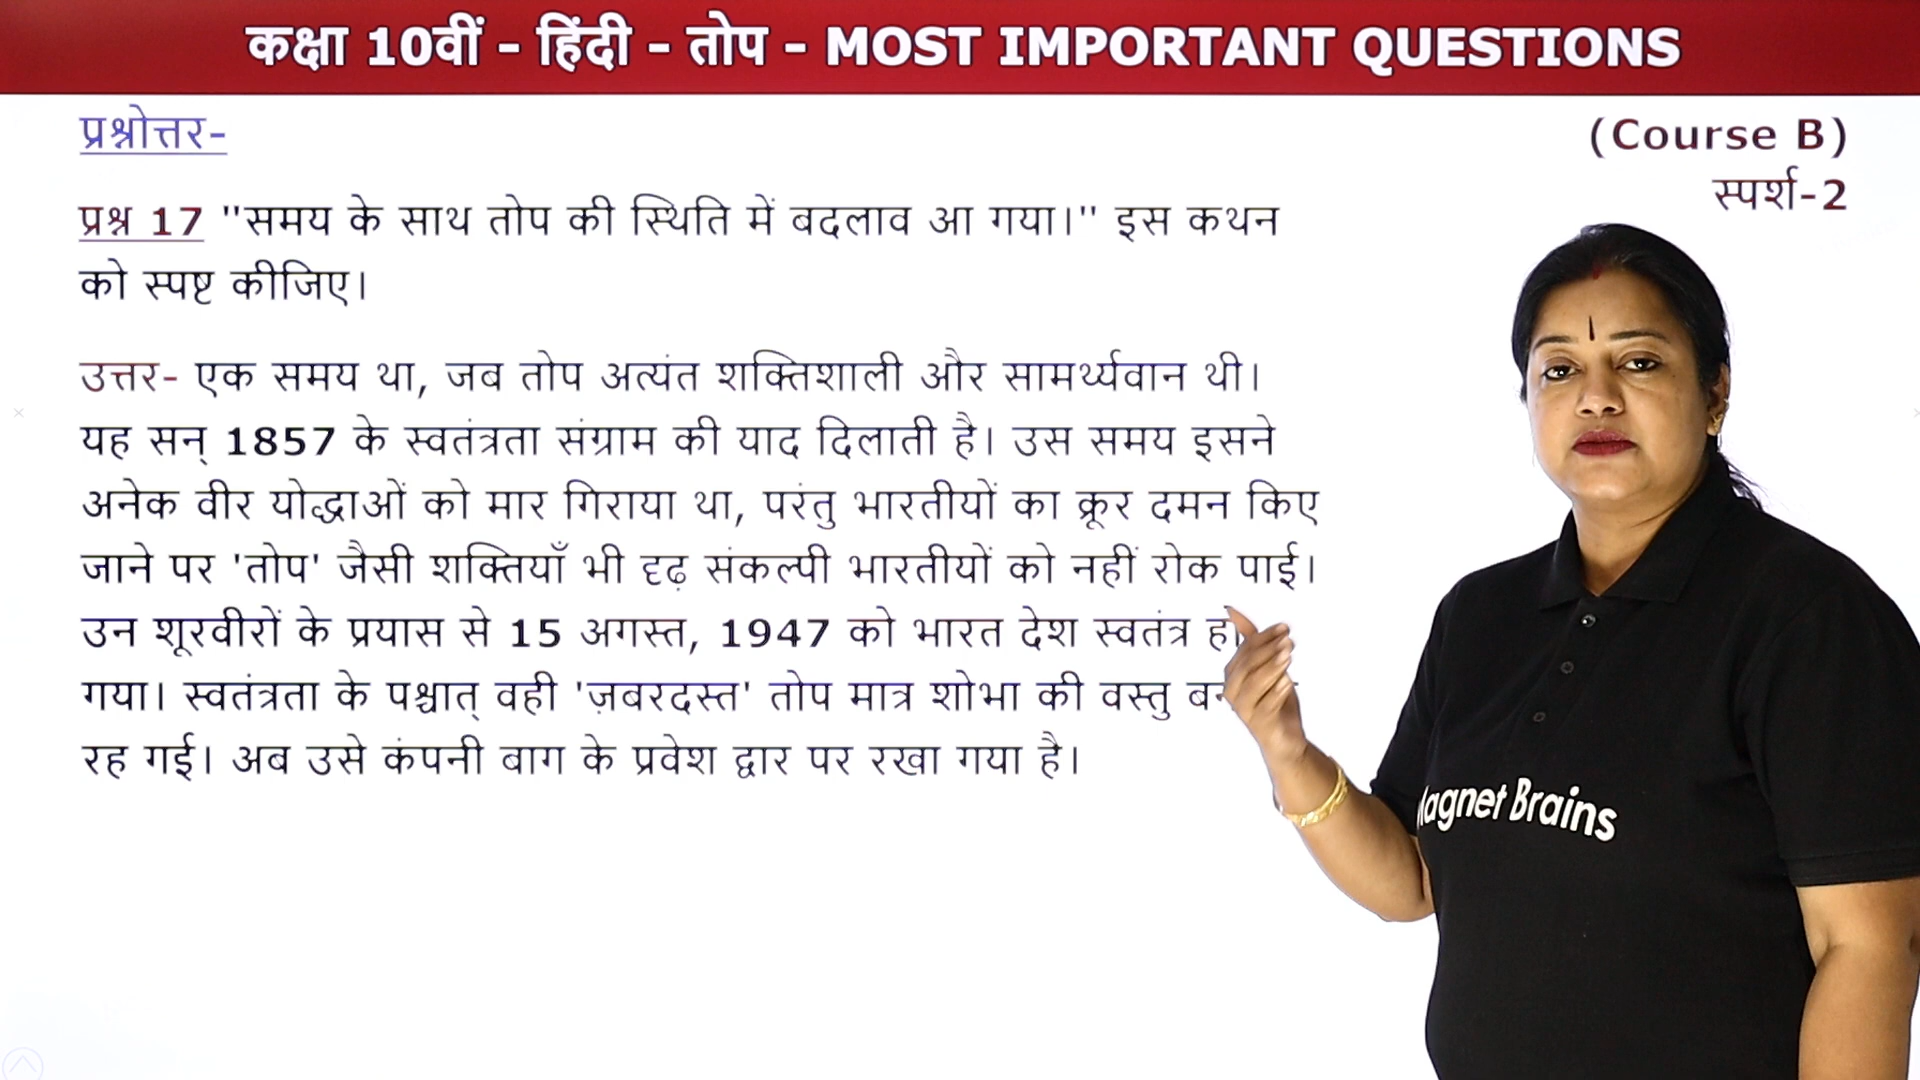 कक्षा 10वीं - हिंदी - तोप - MOST IMPORTANT QUESTIONS
प्रश्नोत्तर-
(Course B)
स्पर्श-2
प्रश्न 17 "समय के साथ तोप की स्थिति में बदलाव आ गया।" इस कथन
को स्पष्ट कीजिए।
उत्तर- एक समय था, जब तोप अत्यंत शक्तिशाली और सामर्थ्यवान थी।
यह सन् 1857 के स्वतंत्रता संग्राम की याद दिलाती है। उस समय इसने
अनेक वीर योद्धाओं को मार गिराया था, परंतु भारतीयों का क्रूर दमन किए
जाने पर 'तोप' जैसी शक्तियाँ भी दृढ़ संकल्पी भारतीयों को नहीं रोक पाई।
उन शूरवीरों के प्रयास से 15 अगस्त, 1947 को भारत देश स्वतंत्र हो
गया। स्वतंत्रता के पश्चात् वही 'ज़बरदस्त' तोप मात्र शोभा की वस्तु
रह गई। अब उसे कंपनी बाग के प्रवेश द्वार पर रखा गया है।
Brains